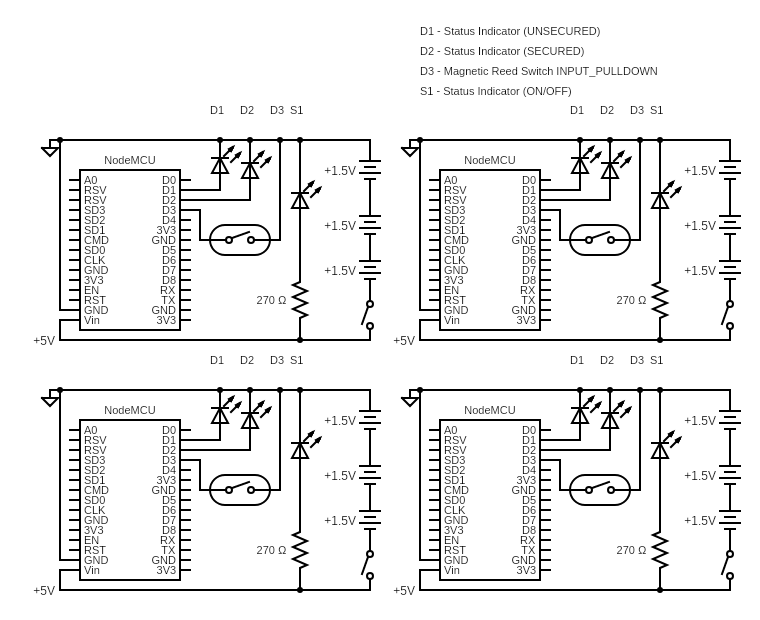 D1 - Status Indicator (UNSECURED)
D2 - Status Indicator (SECURED)
D3 - Magnetic Reed Switch INPUT_PULLDOWN
S1 - Status Indicator (ON/OFF)
D1 D2 D3 S1
NodeMCU
+1.5V
A0 D0
RSV D1
RSV D2
SD3 D3
SD2 D4
+1.5V
SD1 3V3
CMD GND
SD0 D5
CLK D6
+1.5V
GND D7
3V3 D8
EN RX
RST TX
270 Ω
GND GND
Vin 3V3
+5V
D1 D2 D3 S1
NodeMCU
+1.5V
A0 D0
RSV D1
RSV D2
SD3 D3
SD2 D4
+1.5V
SD1 3V3
CMD GND
SD0 D5
CLK D6
+1.5V
GND D7
3V3 D8
EN RX
RST TX
270 Ω
GND GND
Vin 3V3
+5V
D1 D2 D3 S1
NodeMCU
+1.5V
A0 D0
RSV D1
RSV D2
SD3 D3
SD2 D4
+1.5V
SD1 3V3
CMD GND
SD0 D5
CLK D6
+1.5V
GND D7
3V3 D8
EN RX
RST TX
270 Ω
GND GND
Vin 3V3
+5V
D1 D2 D3 S1
NodeMCU
+1.5V
A0 D0
RSV D1
RSV D2
SD3 D3
SD2 D4
+1.5V
SD1 3V3
CMD GND
SD0 D5
CLK D6
+1.5V
GND D7
3V3 D8
EN RX
RST TX
270 Ω
GND GND
Vin 3V3
+5V